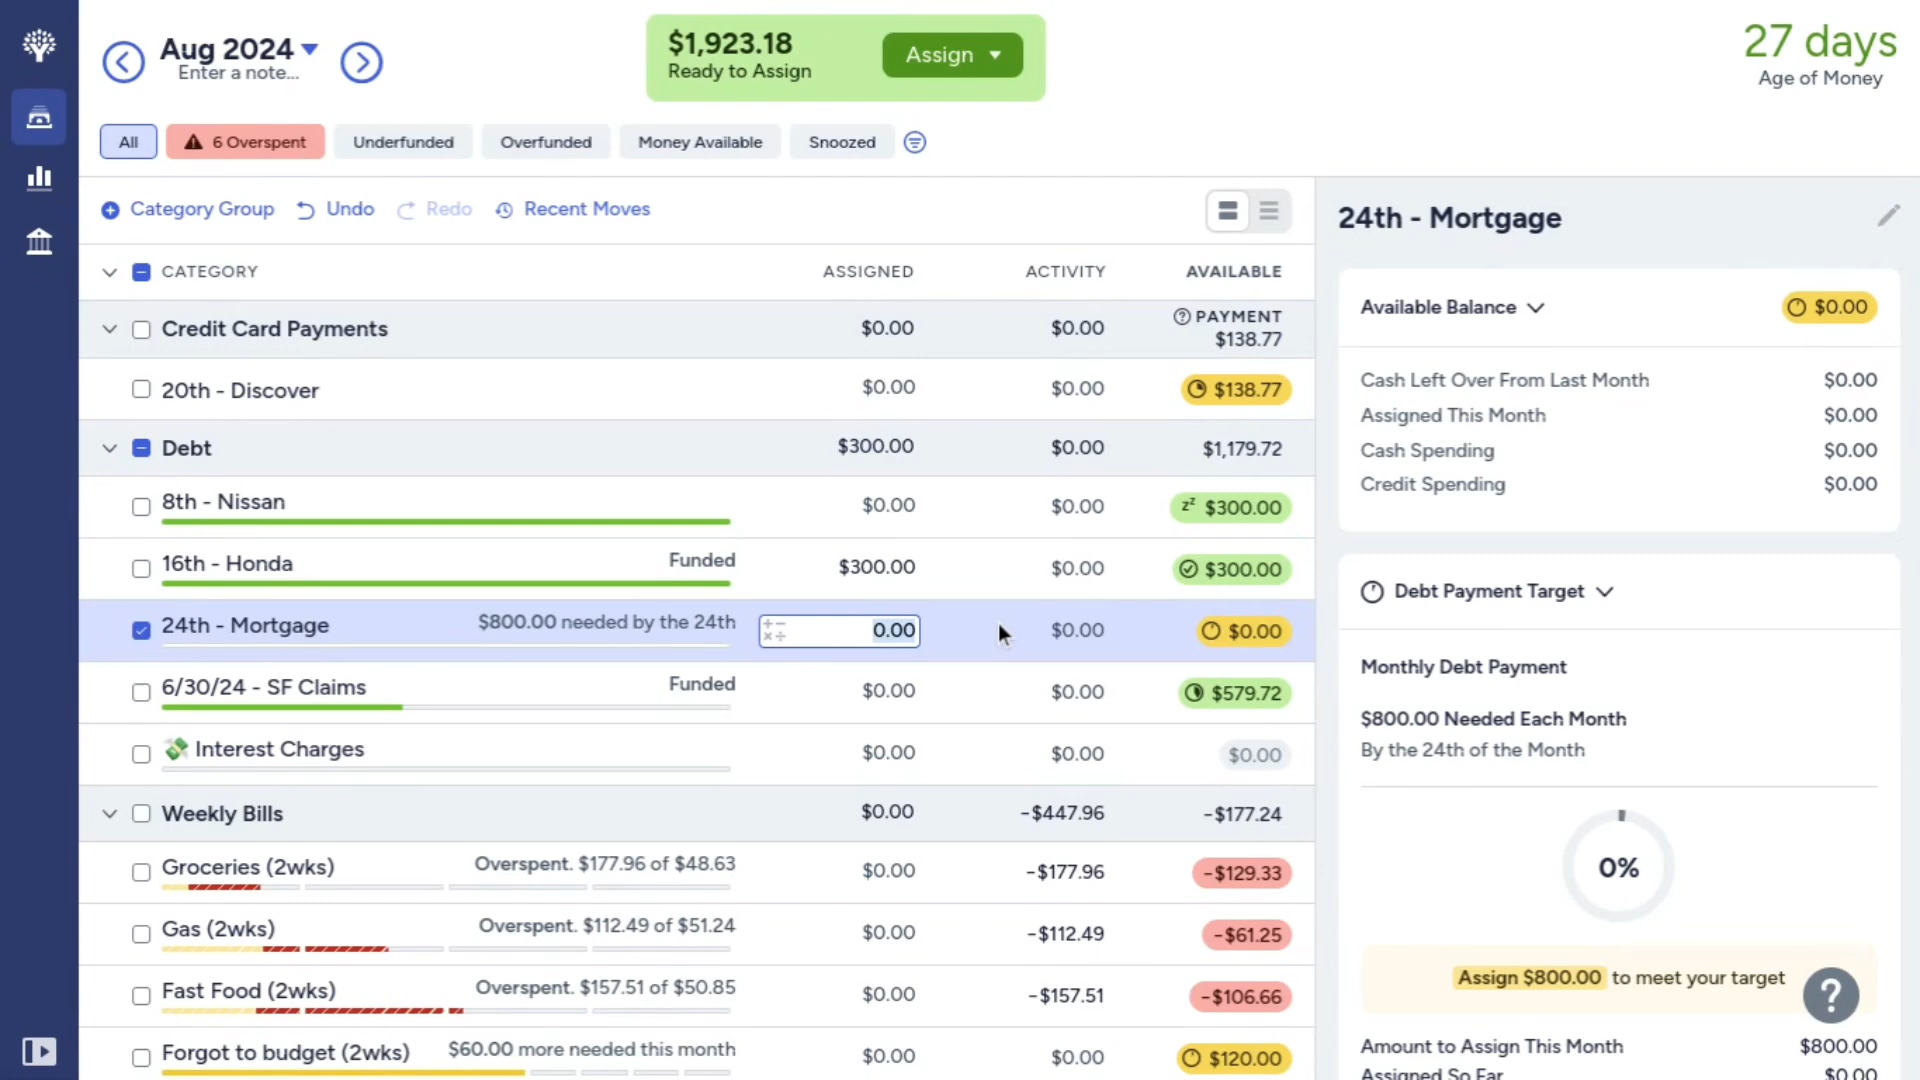 Aug 2024
Enter a note...
$1,923.18
Ready to Assign
Assign
27 days
Age of Money
All
6 Overspent
Underfunded
Overfunded
Money Available
Snoozed
Category Group
Undo
Redo
Recent Moves
CATEGORY ASSIGNED ACTIVITY AVAILABLE
Credit Card Payments $0.00 $0.00 PAYMENT
$138.77
20th - Discover $0.00 $0.00 $138.77
Debt $300.00 $0.00 $1,179.72
8th - Nissan $0.00 $0.00 zz $300.00
16th - Honda Funded $300.00 $0.00 $300.00
24th - Mortgage $800.00 needed by the 24th 0.00 $0.00 $0.00
6/30/24 - SF Claims Funded $0.00 $0.00 $579.72
Interest Charges $0.00 $0.00 $0.00
Weekly Bills $0.00 -$447.96 -$177.24
Groceries (2wks) Overspent. $177.96 of $48.63 $0.00 -$177.96 -$129.33
Gas (2wks) Overspent. $112.49 of $51.24 $0.00 -$112.49 -$61.25
Fast Food (2wks) Overspent. $157.51 of $50.85 $0.00 -$157.51 -$106.66
Forgot to budget (2wks) $60.00 more needed this month $0.00 $0.00 $120.00
24th - Mortgage
Available Balance $0.00
Cash Left Over From Last Month $0.00
Assigned This Month $0.00
Cash Spending $0.00
Credit Spending $0.00
Debt Payment Target
Monthly Debt Payment
$800.00 Needed Each Month
By the 24th of the Month
0%
Assign $800.00 to meet your target
?
Amount to Assign This Month $800.00
Assigned So Far $0.00